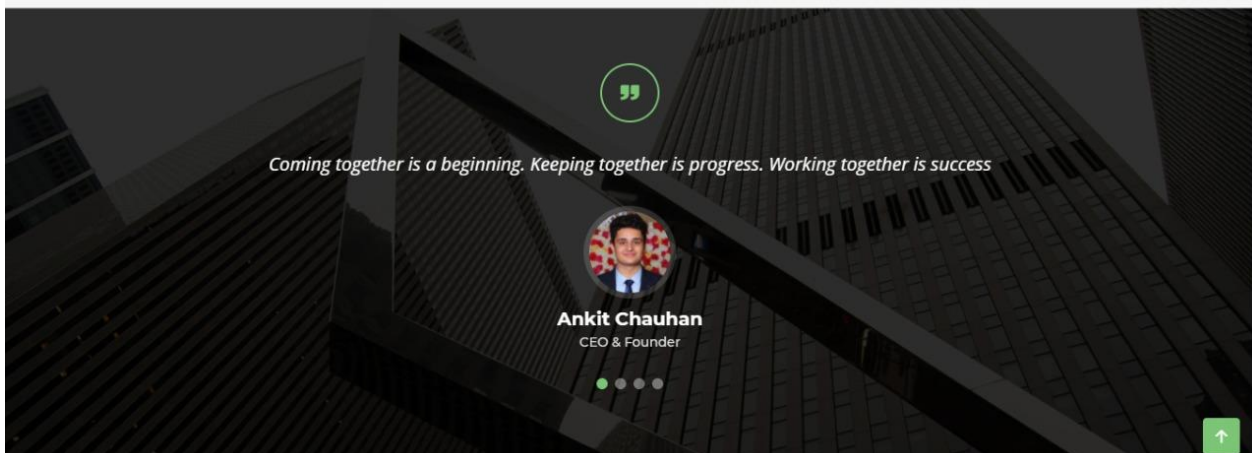 Coming together is a beginning. Keeping together is progress. Working together is success
Ankit Chauhan
CEO & Founder